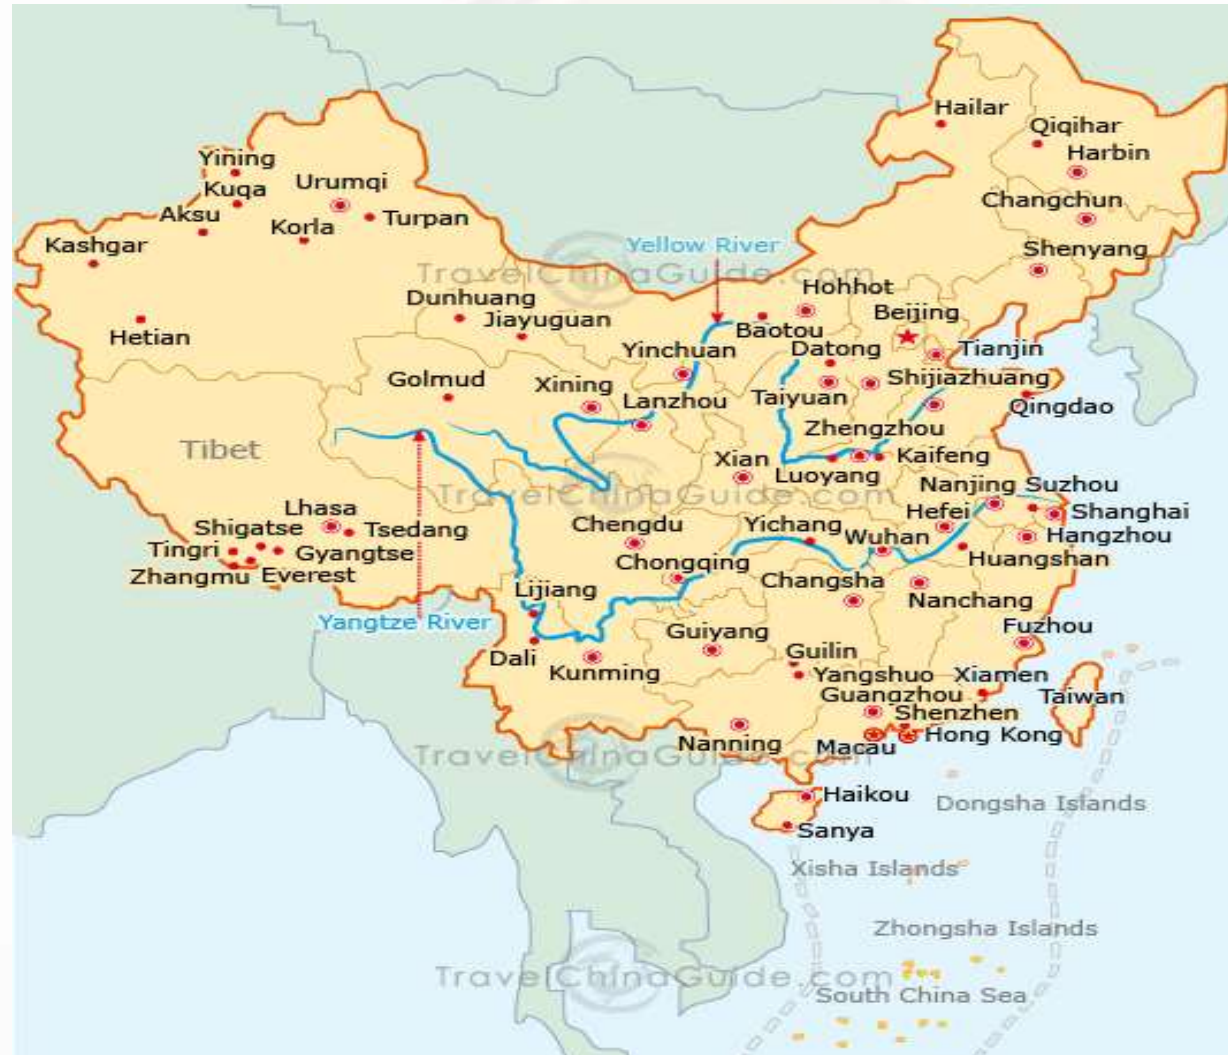 Hailar
Qiqihar
Harbin
Yining
Kuqa
Urumqi
Changchun
Aksu
Korla
Turpan
Kashgar
Yellow River
Shenyang
TravelChinaGuide.com
Hohhot
Dunhuang
Beijing
Jiayuguan
Baotou
Hetian
Yinchuan
Datong
Tianjin
Golmud
Xining
Shijiazhuang
Lanzhou
Taiyuan
Qingdao
Zhengzhou
Tibet
Xian
Kaifeng
Luoyang
Nanjing Suzhou
TravelChinaGuide.com
Lhasa
Hefei
Shanghai
Shigatse
Tsedang
Chengdu
Yichang
Wuhan
Hangzhou
Tingri
Gyangtse
Huangshan
Chongqing
Zhangmu
Everest
Changsha
Lijiang
Nanchang
Yangtze River
Guiyang
Fuzhou
Dali
Guilin
Kunming
Yangshuo
Xiamen
Guangzhou
Taiwan
Shenzhen
Nanning
Macau
Hong Kong
TravelChinaGuide.com
Haikou
Dongsha Islands
Sanya
Xisha Islands
Zhongsha Islands
TravelChinaGuide.com
South China Sea